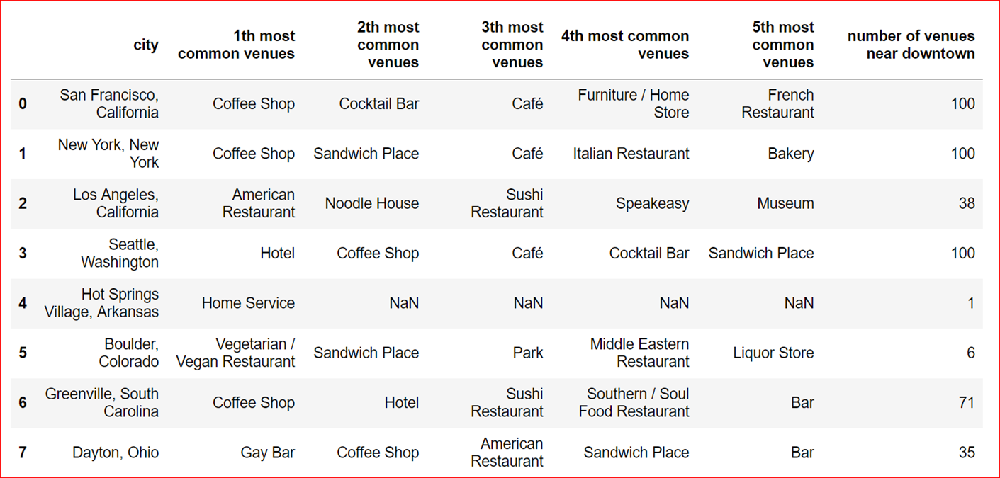 city 1th most common venues 2th most common venues 3th most common venues 4th most common venues 5th most common venues number of venues near downtown
0 San Francisco, California Coffee Shop Cocktail Bar Café Furniture / Home Store French Restaurant 100
1 New York, New York Coffee Shop Sandwich Place Café Italian Restaurant Bakery 100
2 Los Angeles, California American Restaurant Noodle House Sushi Restaurant Speakeasy Museum 38
3 Seattle, Washington Hotel Coffee Shop Café Cocktail Bar Sandwich Place 100
4 Hot Springs Village, Arkansas Home Service NaN NaN NaN NaN 1
5 Boulder, Colorado Vegetarian / Vegan Restaurant Sandwich Place Park Middle Eastern Restaurant Liquor Store 6
6 Greenville, South Carolina Coffee Shop Hotel Sushi Restaurant Southern / Soul Food Restaurant Bar 71
7 Dayton, Ohio Gay Bar Coffee Shop American Restaurant Sandwich Place Bar 35